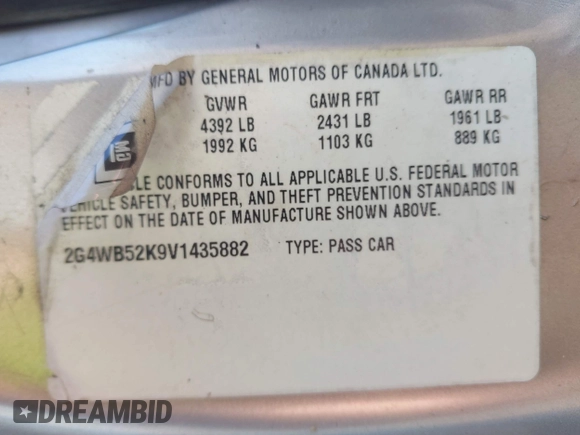 MFD BY GENERAL MOTORS OF CANADA LTD.
GVWR GAWR FRT GAWR RR
4392 LB 2431 LB 1961 LB
1992 KG 1103 KG 889 KG
CLE CONFORMS TO ALL APPLICABLE U.S. FEDERAL MOTOR
VEHICLE SAFETY, BUMPER, AND THEFT PREVENTION STANDARDS IN
EFFECT ON THE DATE OF MANUFACTURE SHOWN ABOVE.
2G4WB52K9V1435882 TYPE: PASS CAR
DREAMBID